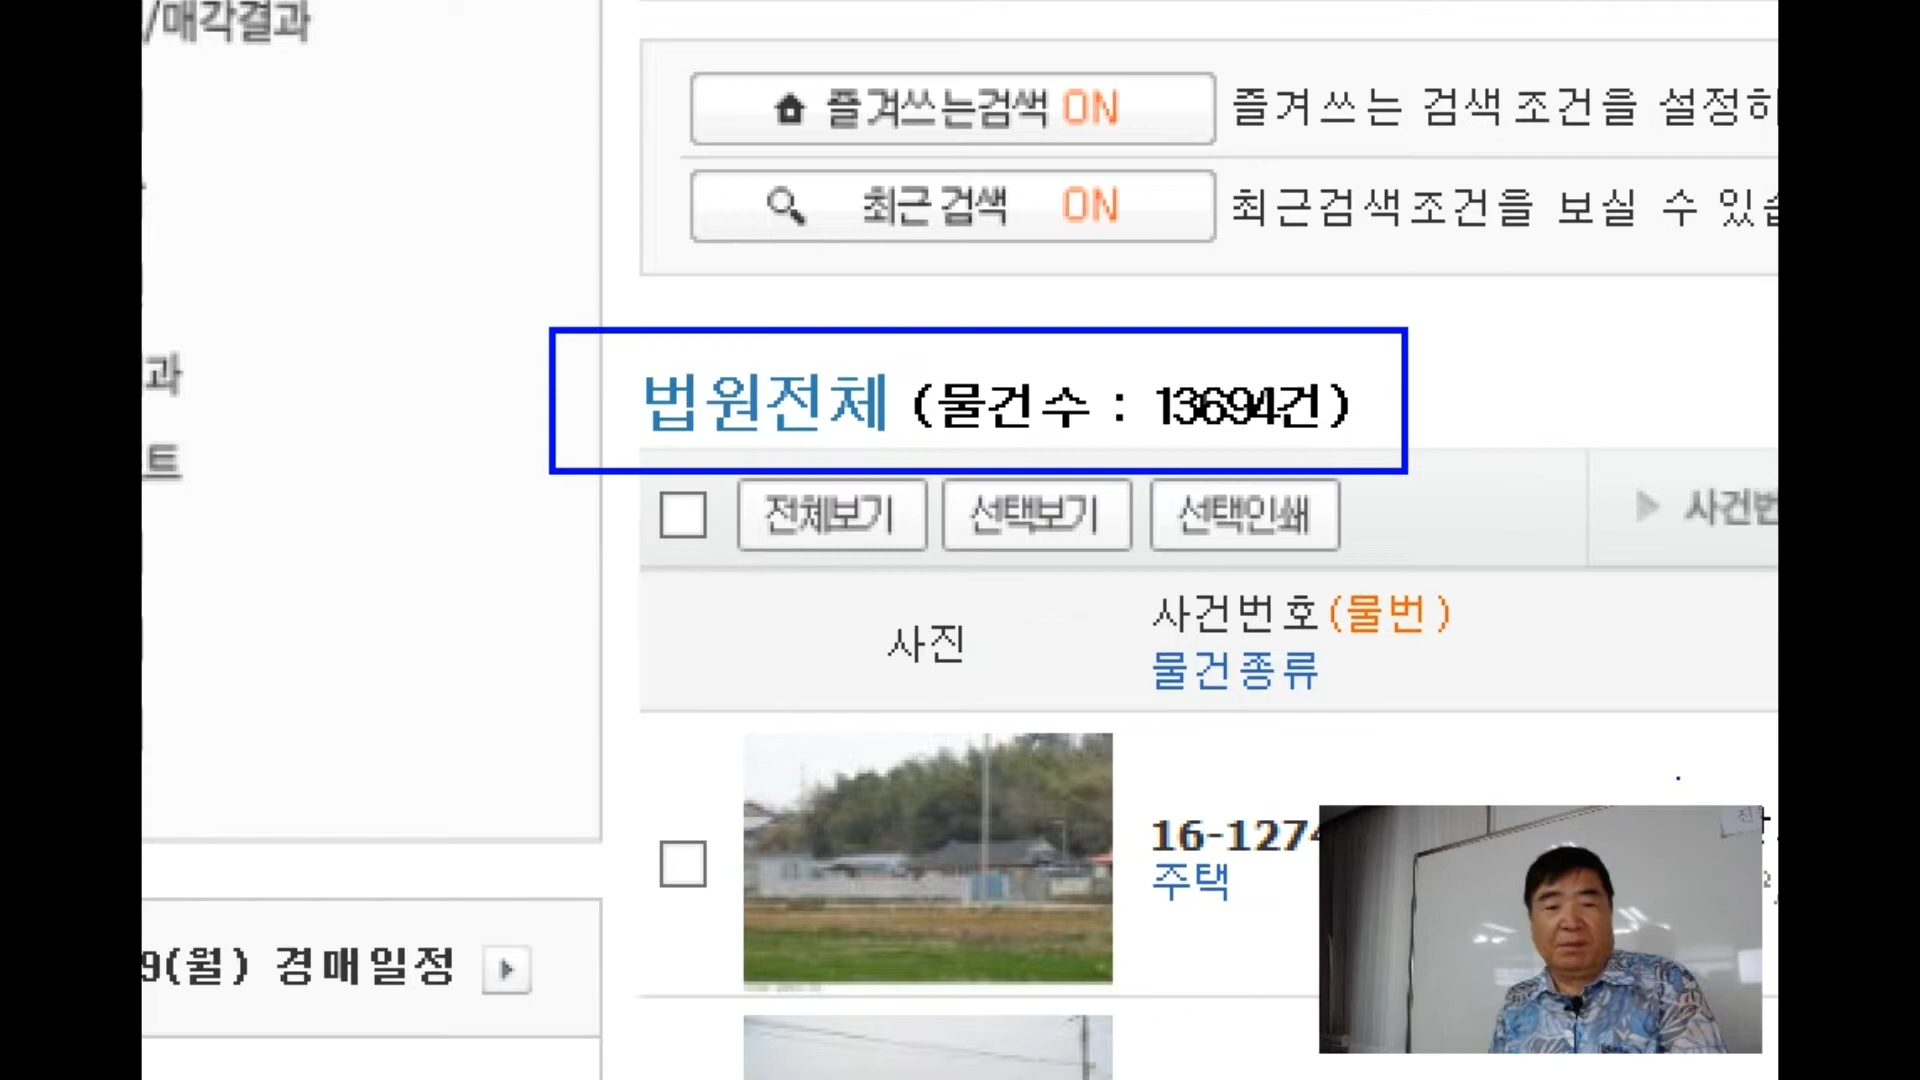 /매각결과
즐겨쓰는검색 ON 즐겨쓰는 검색조건을 설정하
최근검색 ON 최근검색조건을 보실 수 있습
과
법원전체 (물건수 : 13694건)
트
전체보기 선택보기 선택인쇄 사건번
사진
사건번호(물번)
물건종류
16-1274
주택
9(월) 경매일정